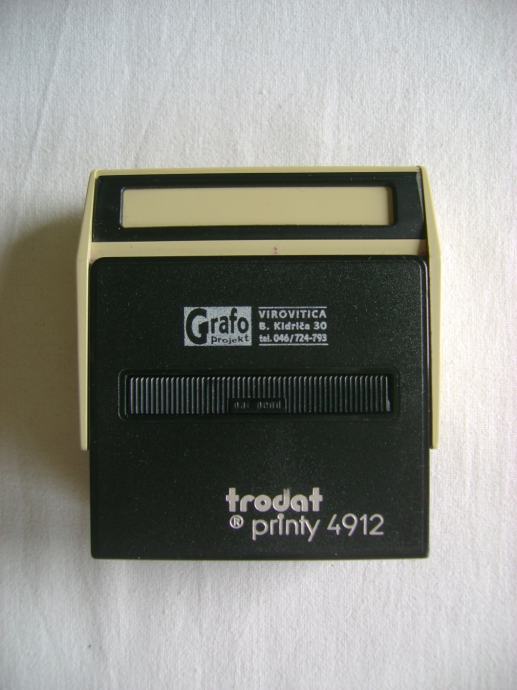 Grafo
projekt
VIROVITICA
B. Kidriča 30
tel. 046/724-793
trodat
® printy 4912